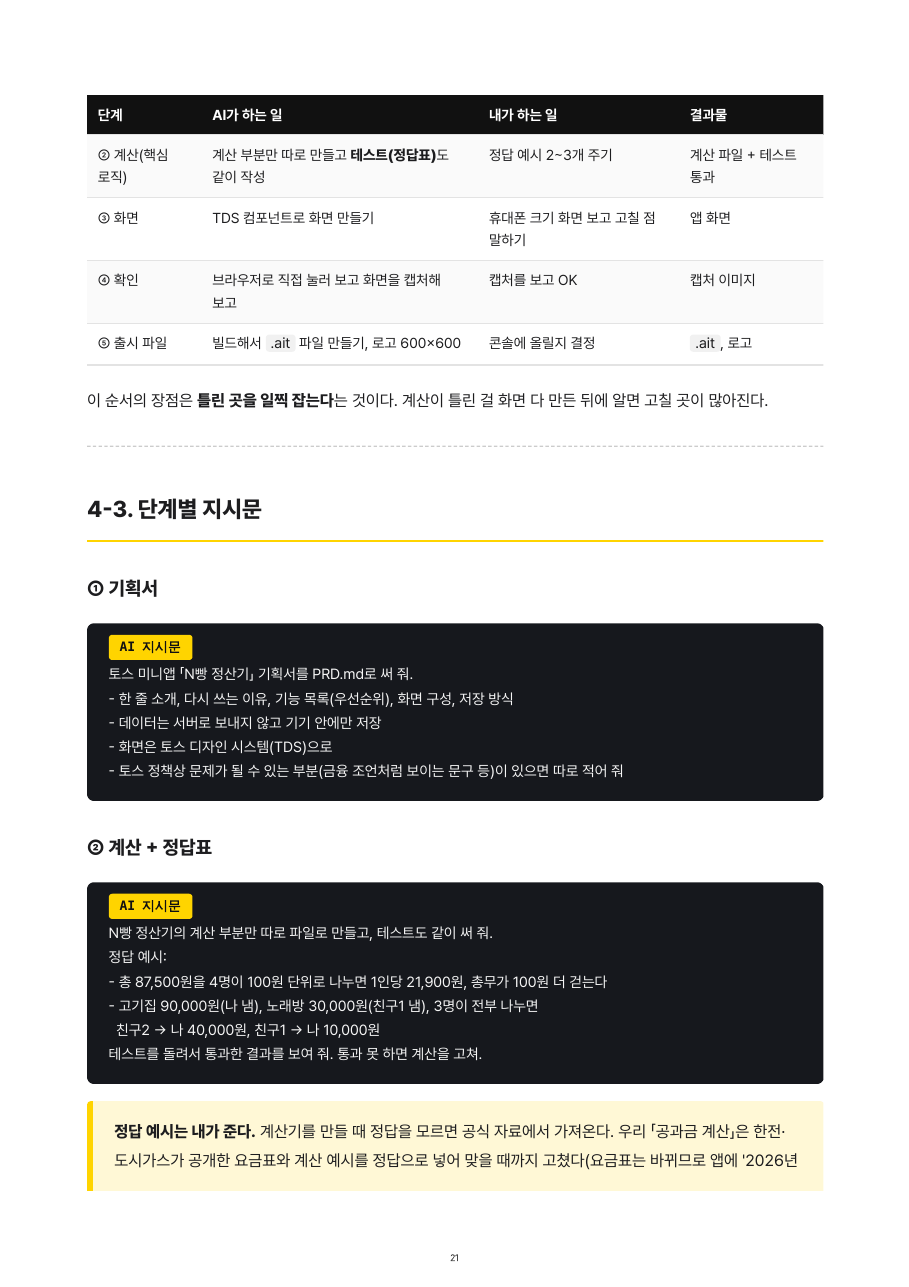 단계 AI가 하는 일 내가 하는 일 결과물
② 계산(핵심 계산 부분만 따로 만들고 테스트(정답표)도 정답 예시 2~3개 주기 계산 파일 + 테스트
로직) 같이 작성 통과
③ 화면 TDS 컴포넌트로 화면 만들기 휴대폰 크기 화면 보고 고칠 점 앱 화면
말하기
④ 확인 브라우저로 직접 눌러 보고 화면을 캡처해 캡처를 보고 OK 캡처 이미지
보고
⑤ 출시 파일 빌드해서 .ait 파일 만들기, 로고 600×600 콘솔에 올릴지 결정 .ait , 로고
이 순서의 장점은 틀린 곳을 일찍 잡는다는 것이다. 계산이 틀린 걸 화면 다 만든 뒤에 알면 고칠 곳이 많아진다.
4-3. 단계별 지시문
① 기획서
AI 지시문
토스 미니앱 「N빵 정산기」 기획서를 PRD.md로 써 줘.
- 한 줄 소개, 다시 쓰는 이유, 기능 목록(우선순위), 화면 구성, 저장 방식
- 데이터는 서버로 보내지 않고 기기 안에만 저장
- 화면은 토스 디자인 시스템(TDS)으로
- 토스 정책상 문제가 될 수 있는 부분(금융 조언처럼 보이는 문구 등)이 있으면 따로 적어 줘
② 계산 + 정답표
AI 지시문
N빵 정산기의 계산 부분만 따로 파일로 만들고, 테스트도 같이 써 줘.
정답 예시:
- 총 87,500원을 4명이 100원 단위로 나누면 1인당 21,900원, 총무가 100원 더 걷는다
- 고기집 90,000원(나 냄), 노래방 30,000원(친구1 냄), 3명이 전부 나누면
친구2 → 나 40,000원, 친구1 → 나 10,000원
테스트를 돌려서 통과한 결과를 보여 줘. 통과 못 하면 계산을 고쳐.
정답 예시는 내가 준다. 계산기를 만들 때 정답을 모르면 공식 자료에서 가져온다. 우리 「공과금 계산」은 한전·
도시가스가 공개한 요금표와 계산 예시를 정답으로 넣어 맞을 때까지 고쳤다(요금표는 바뀌므로 앱에 '2026년
21